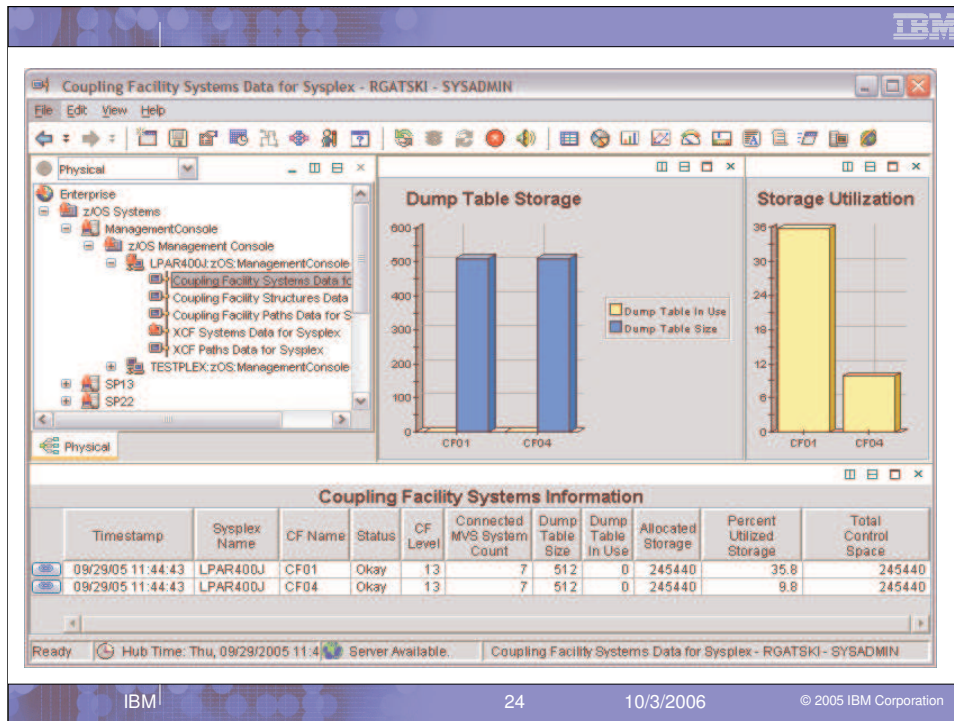 IBM
Coupling Facility Systems Data for Sysplex - RGATSKI - SYSADMIN
File Edit View Help
Physical
Enterprise
z/OS Systems
ManagementConsole
z/OS Management Console
LPAR400J:zOS:ManagementConsole
Coupling Facility Systems Data fo
Coupling Facility Structures Data
Coupling Facility Paths Data for S
XCF Systems Data for Sysplex
XCF Paths Data for Sysplex
TESTPLEX:zOS:ManagementConsole
SP13
SP22
Physical
Dump Table Storage
600
500
400
300
200
100
0
CF01 CF04
Dump Table In Use
Dump Table Size
Storage Utilization
36
30
24
18
12
6
0
CF01 CF04
Coupling Facility Systems Information
Timestamp Sysplex Name CF Name Status CF Level Connected MVS System Count Dump Table Size Dump Table In Use Allocated Storage Percent Utilized Storage Total Control Space
09/29/05 11:44:43 LPAR400J CF01 Okay 13 7 512 0 245440 35.8 245440
09/29/05 11:44:43 LPAR400J CF04 Okay 13 7 512 0 245440 9.8 245440
Ready Hub Time: Thu, 09/29/2005 11:4 Server Available. Coupling Facility Systems Data for Sysplex - RGATSKI - SYSADMIN
IBM 24 10/3/2006 © 2005 IBM Corporation